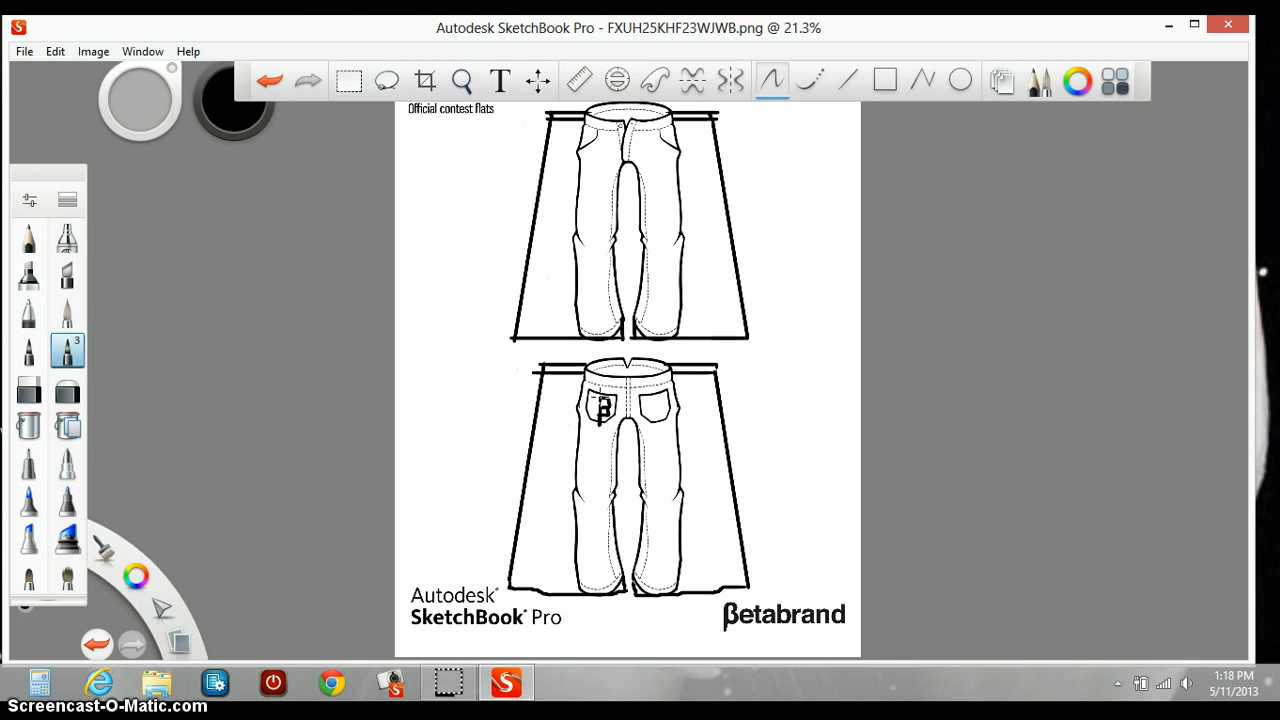 Autodesk SketchBook Pro - FXUH25KHF23WJWB.png @ 21.3%
File Edit Image Window Help
T
Official contest flats
3
β
Autodesk®
SketchBook® Pro
βetabrand
1:18 PM
5/11/2013
Screencast-O-Matic.com